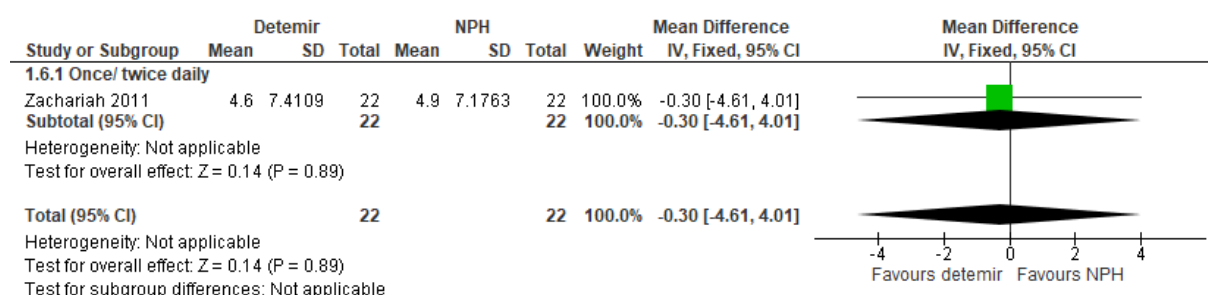 Detemir NPH Mean Difference Mean Difference
Study or Subgroup Mean SD Total Mean SD Total Weight IV, Fixed, 95% CI IV, Fixed, 95% CI
1.6.1 Once/ twice daily
Zachariah 2011 4.6 7.4109 22 4.9 7.1763 22 100.0% -0.30 [-4.61, 4.01]
Subtotal (95% CI) 22 22 100.0% -0.30 [-4.61, 4.01]
Heterogeneity: Not applicable
Test for overall effect: Z = 0.14 (P = 0.89)
Total (95% CI) 22 22 100.0% -0.30 [-4.61, 4.01]
Heterogeneity: Not applicable
Test for overall effect: Z = 0.14 (P = 0.89)
Test for subgroup differences: Not applicable
-4 -2 0 2 4
Favours detemir Favours NPH